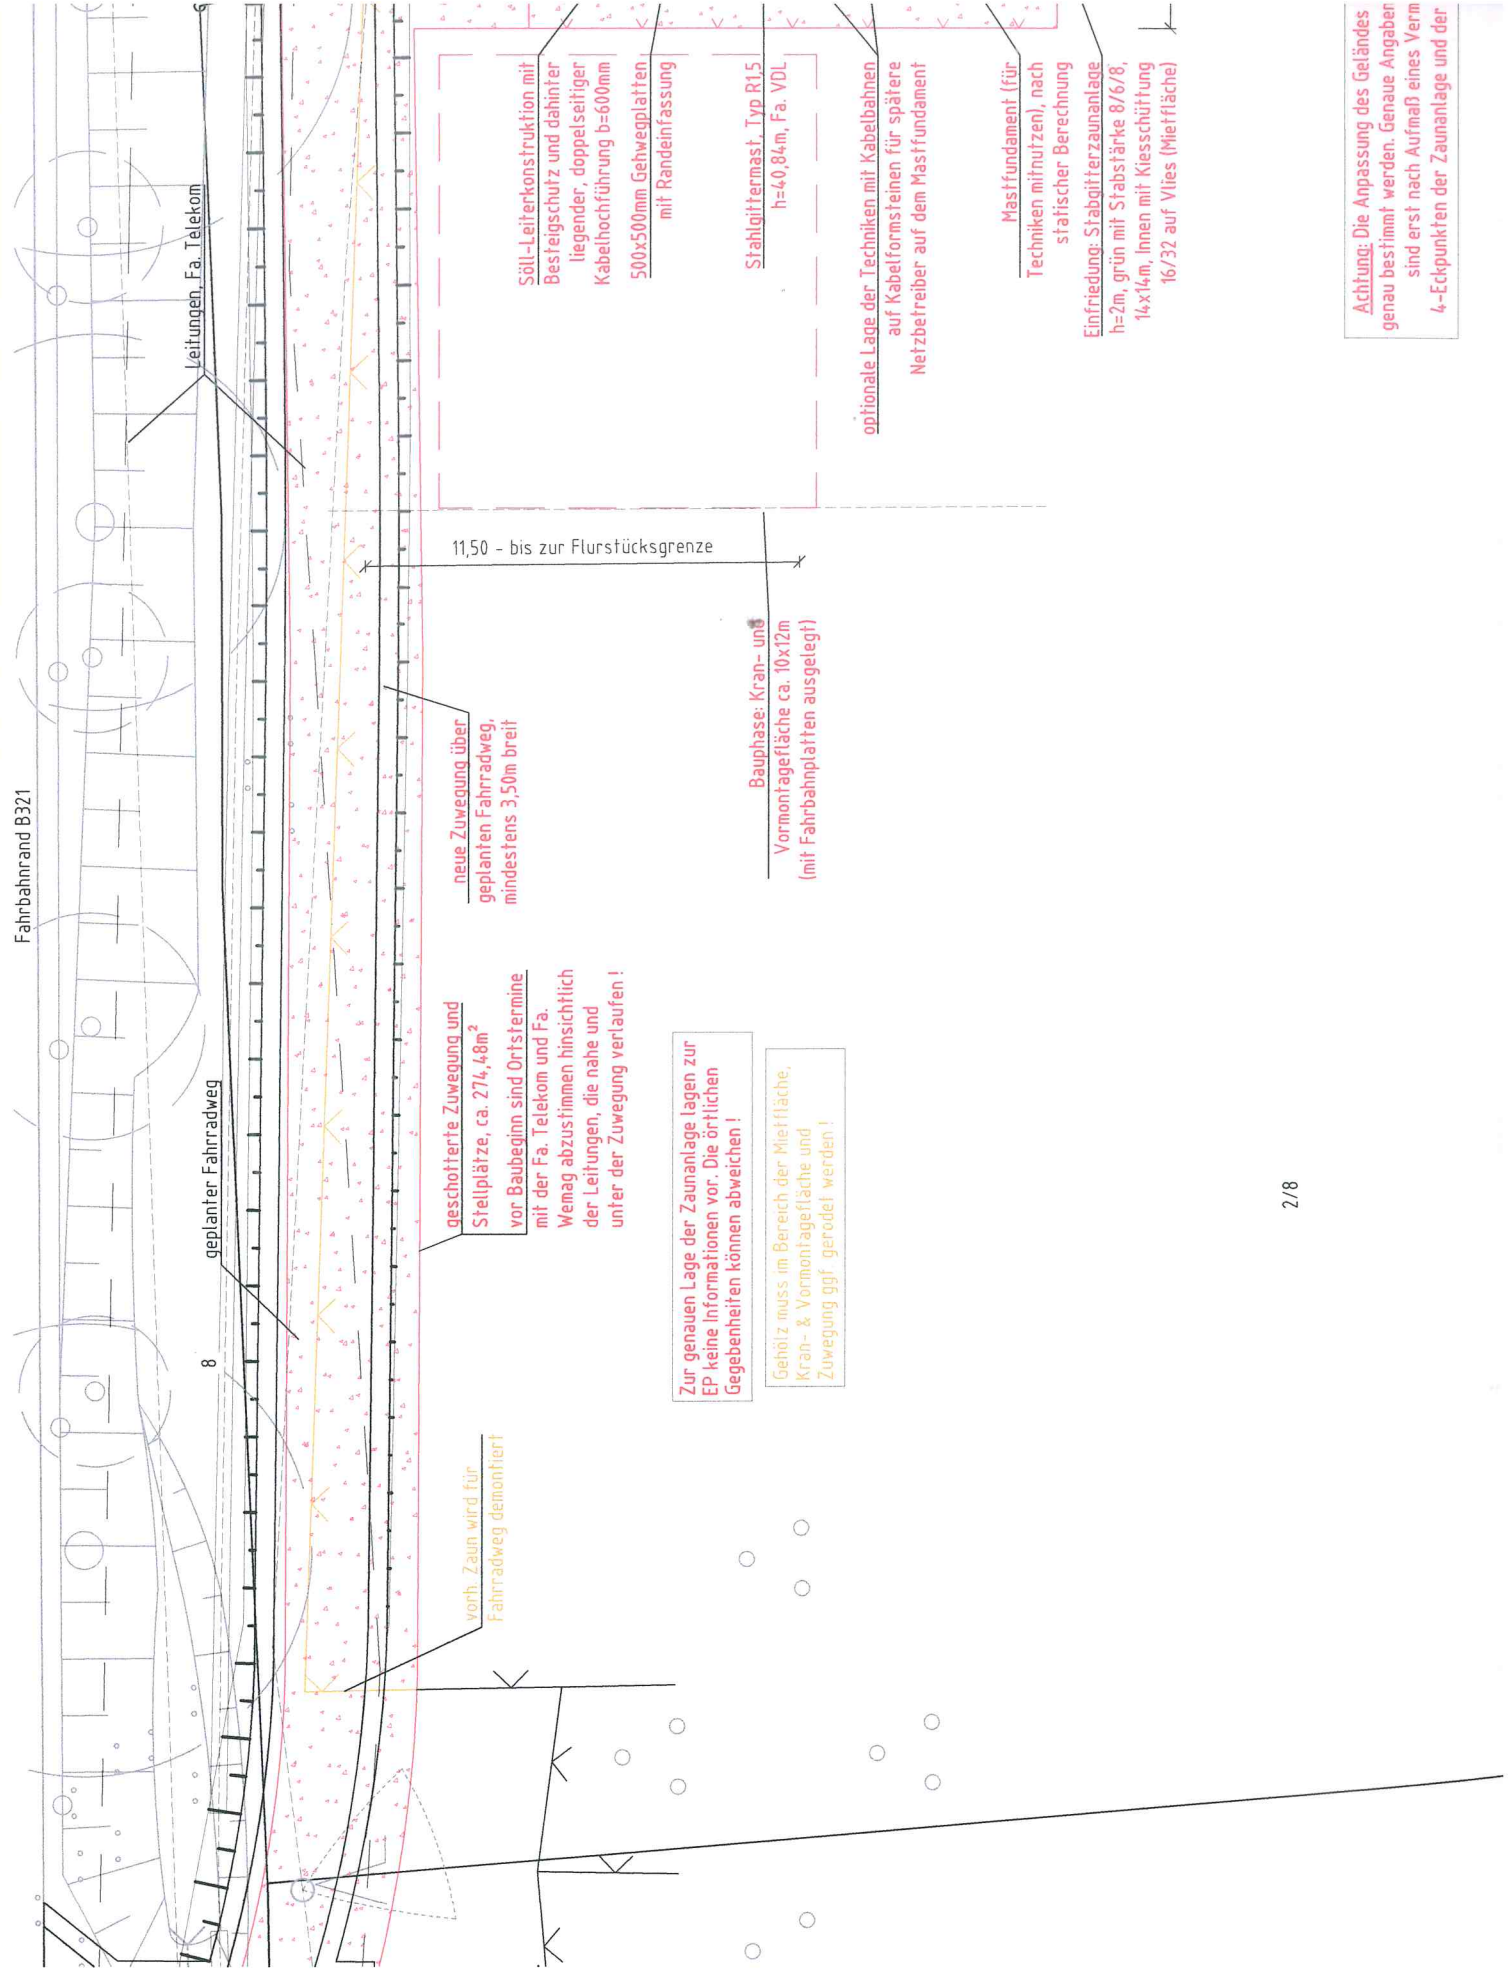 Fahrbahnrand B321
Leitungen, Fa. Telekom
geplanter Fahrradweg
8
Söll-Leiterkonstruktion mit
Besteigschutz und dahinter
liegender, doppelseitiger
Kabelhochführung b=600mm
500x500mm Gehwegplatten
mit Randeinfassung
Stahlgittermast, Typ R1,5
h=40,84m, Fa. VDL
optionale Lage der Techniken mit Kabelbahnen
auf Kabelformsteinen für spätere
Netzbetreiber auf dem Mastfundament
Mastfundament (für
Techniken mitnutzen), nach
statischer Berechnung
Einfriedung: Stabgitterzaunanlage
h=2m, grün mit Stabstärke 8/6/8,
14x14m, Innen mit Kiesschüttung
16/32 auf Vlies (Mietfläche)
Achtung: Die Anpassung des Geländes
genau bestimmt werden. Genaue Angaben
sind erst nach Aufmaß eines Verm
4-Eckpunkten der Zaunanlage und der
11,50 - bis zur Flurstücksgrenze
neue Zuwegung über
geplanten Fahrradweg,
mindestens 3,50m breit
Bauphase: Kran- und
Vormontagefläche ca. 10x12m
(mit Fahrbahnplatten ausgelegt)
geschotterte Zuwegung und
Stellplätze, ca. 274,48m²
vor Baubeginn sind Ortstermine
mit der Fa. Telekom und Fa.
Wemag abzustimmen hinsichtlich
der Leitungen, die nahe und
unter der Zuwegung verlaufen !
Zur genauen Lage der Zaunanlage lagen zur
EP keine Informationen vor. Die örtlichen
Gegebenheiten können abweichen !
Gehölz muss im Bereich der Mietfläche,
Kran- & Vormontagefläche und
Zuwegung ggf. gerodet werden !
vorh. Zaun wird für
Fahrradweg demontiert
2/8